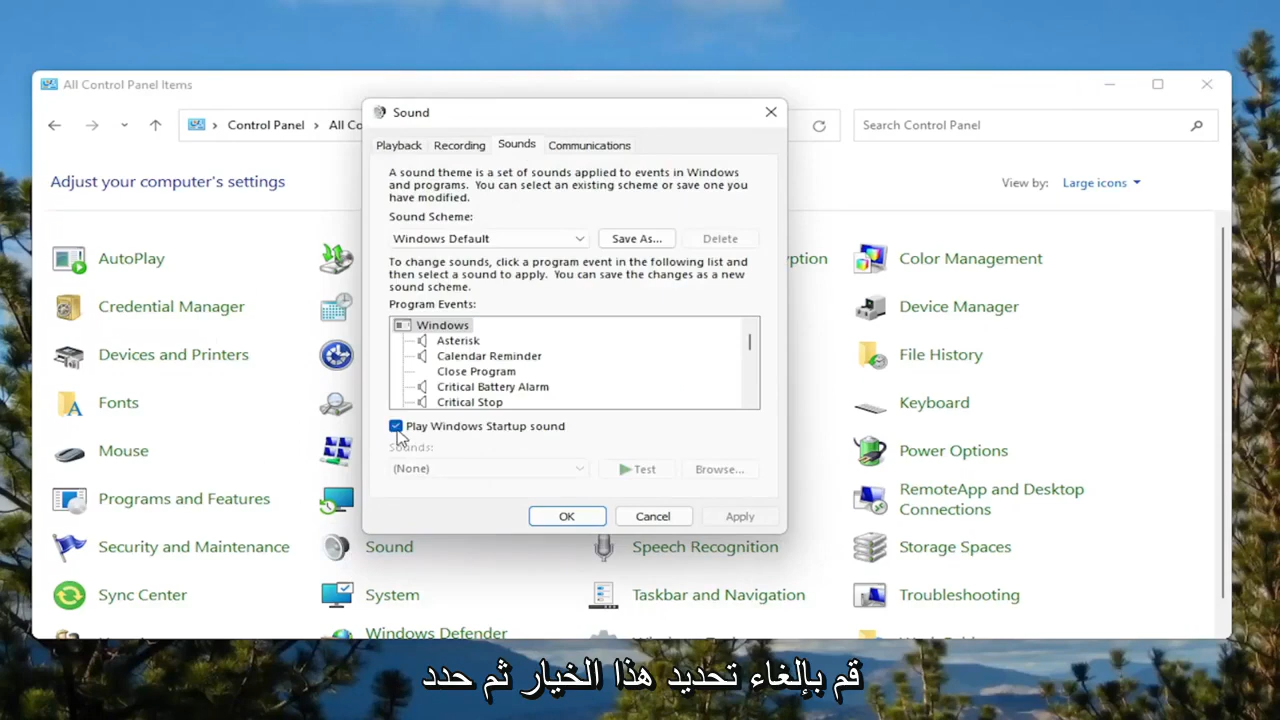 All Control Panel Items
Control Panel
All Co
Search Control Panel
Adjust your computer's settings
View by:
Large icons
Sound
Playback
Recording
Sounds
Communications
A sound theme is a set of sounds applied to events in Windows
and programs. You can select an existing scheme or save one you
have modified.
Sound Scheme:
Windows Default
Save As...
Delete
To change sounds, click a program event in the following list and
then select a sound to apply. You can save the changes as a new
sound scheme.
Program Events:
Windows
Asterisk
Calendar Reminder
Close Program
Critical Battery Alarm
Critical Stop
Play Windows Startup sound
Sounds:
(None)
Test
Browse...
OK
Cancel
Apply
AutoPlay
Credential Manager
Devices and Printers
Fonts
Mouse
Programs and Features
Security and Maintenance
Sync Center
Sound
System
Windows Defender
ption
Speech Recognition
Taskbar and Navigation
Color Management
Device Manager
File History
Keyboard
Power Options
RemoteApp and Desktop
Connections
Storage Spaces
Troubleshooting
قم بإلغاء تحديد هذا الخيار ثم حدد